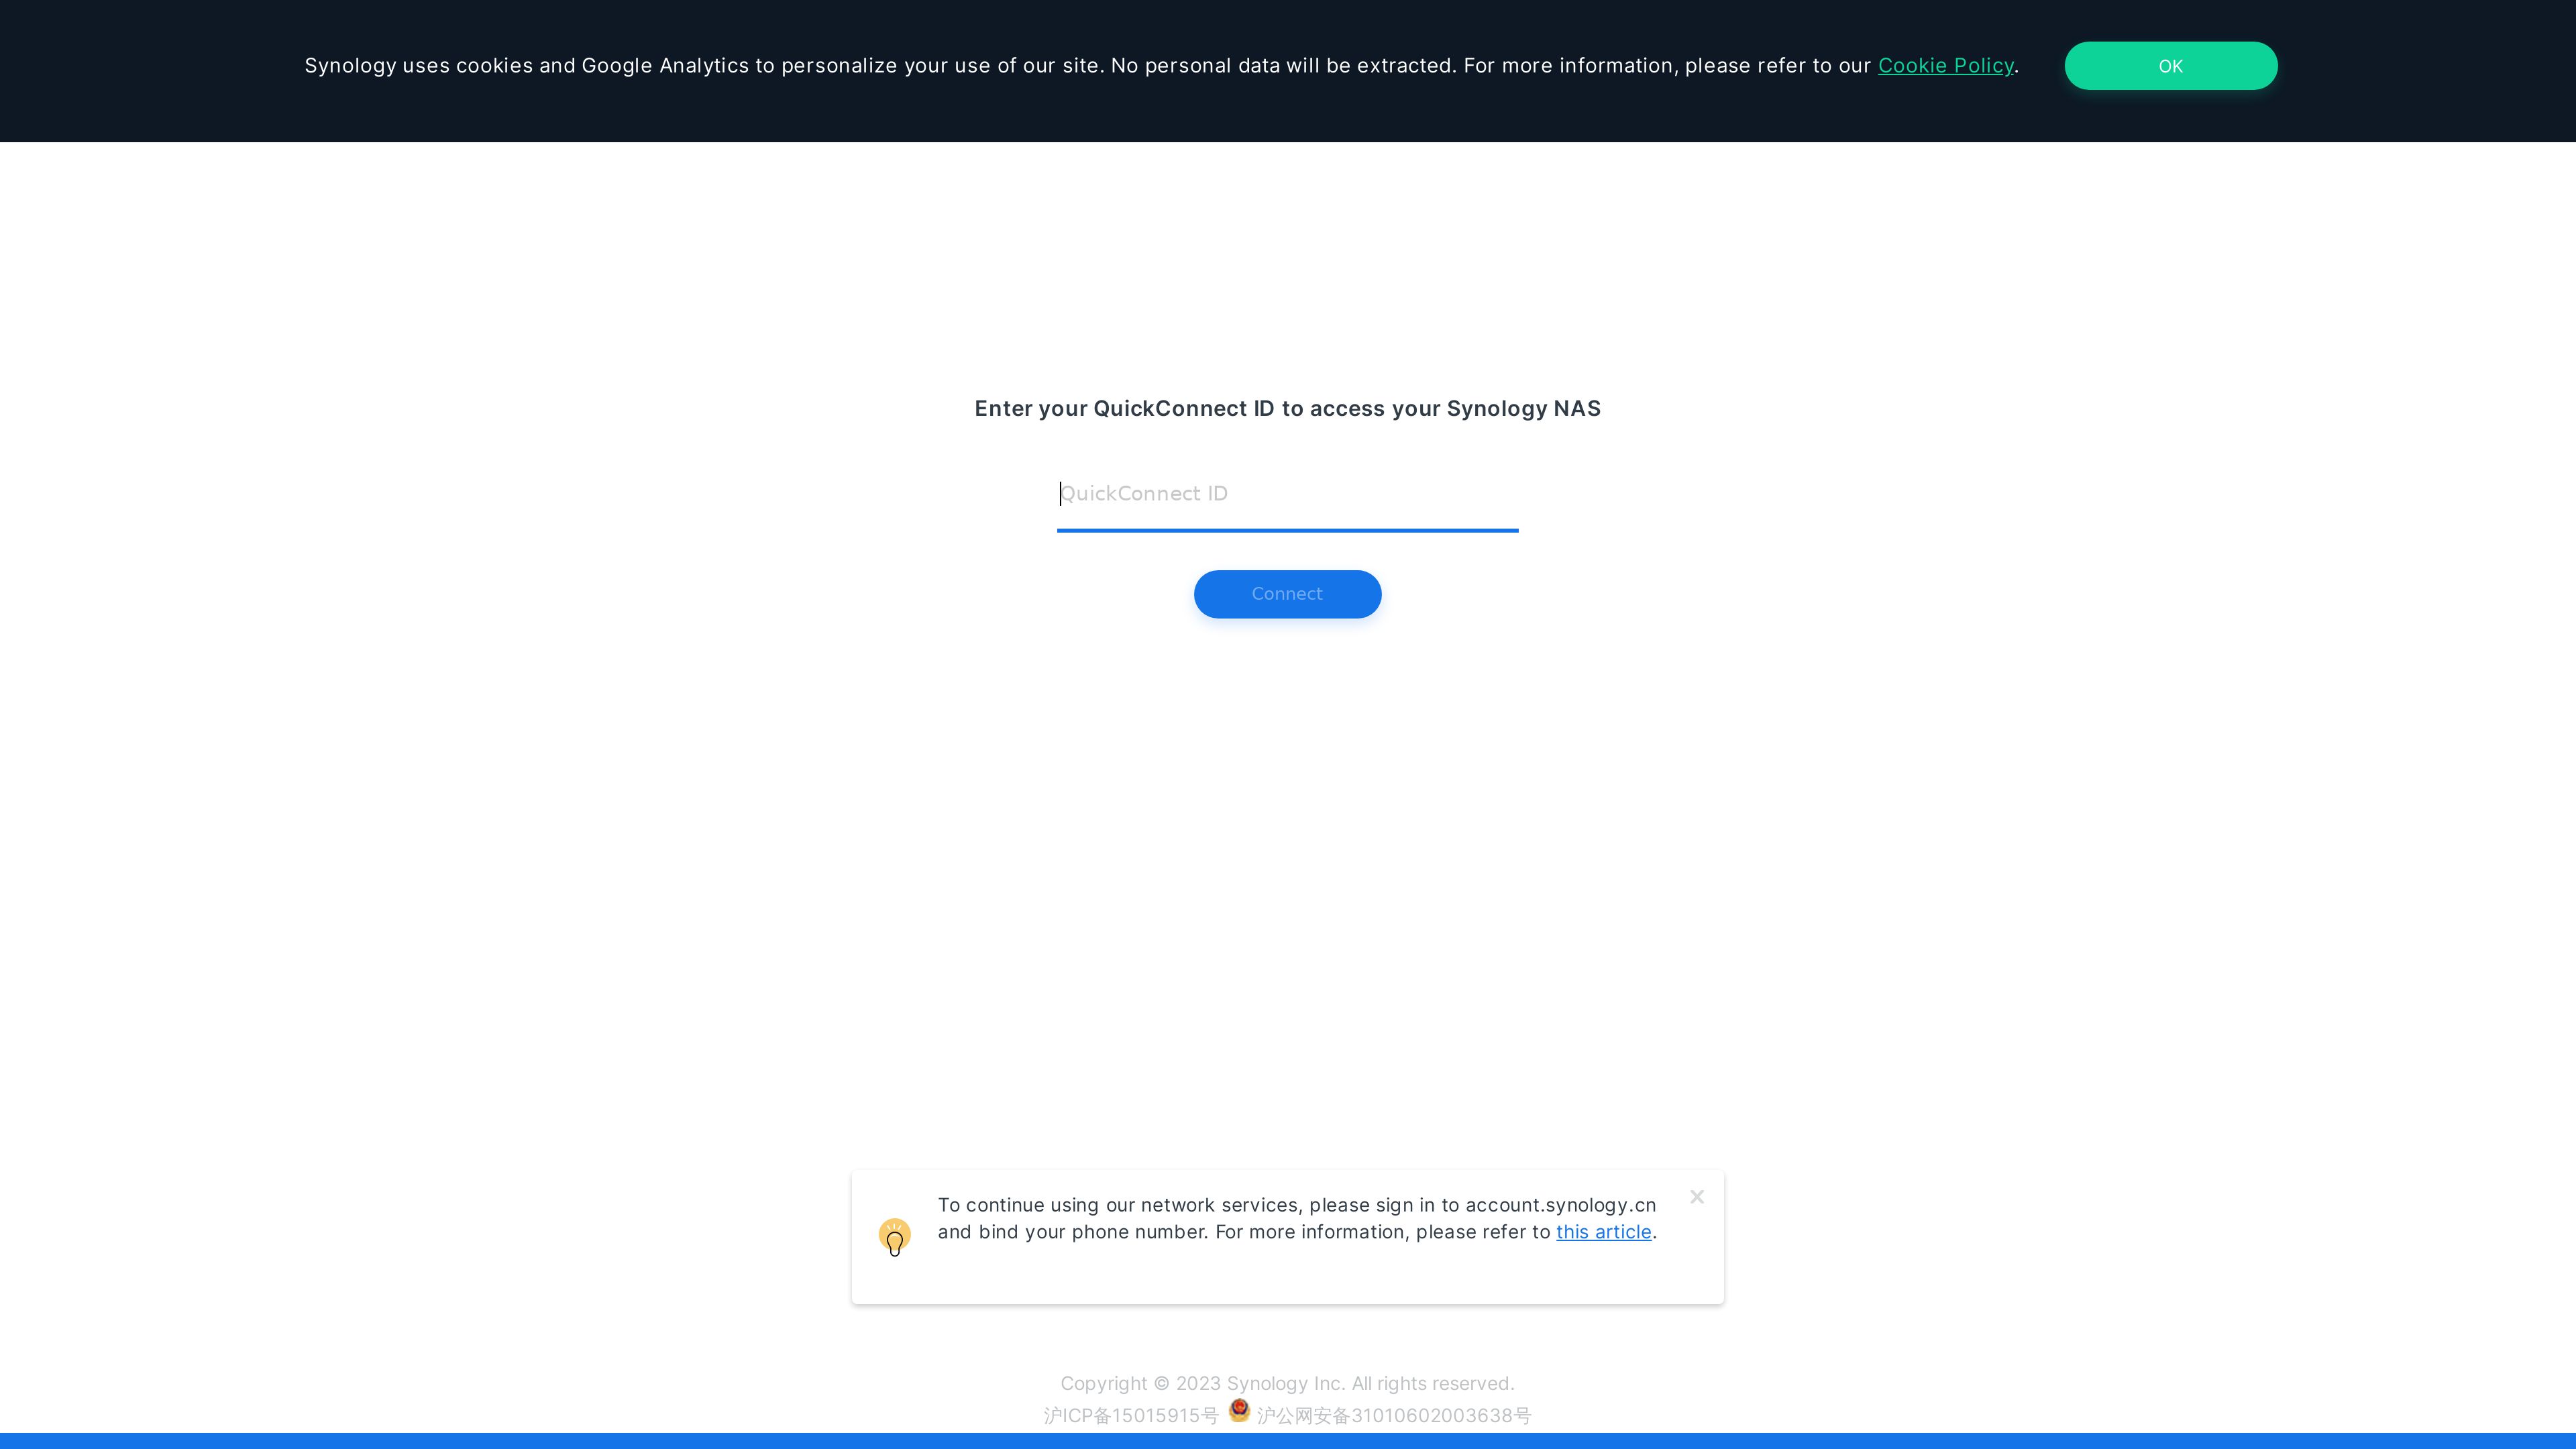 Synology uses cookies and Google Analytics to personalize your use of our site. No personal data will be extracted. For more information, please refer to our Cookie Policy.
OK
Enter your QuickConnect ID to access your Synology NAS
QuickConnect ID
Connect
To continue using our network services, please sign in to account.synology.cn
and bind your phone number. For more information, please refer to this article.
Copyright © 2023 Synology Inc. All rights reserved.
沪ICP备15015915号 沪公网安备31010602003638号